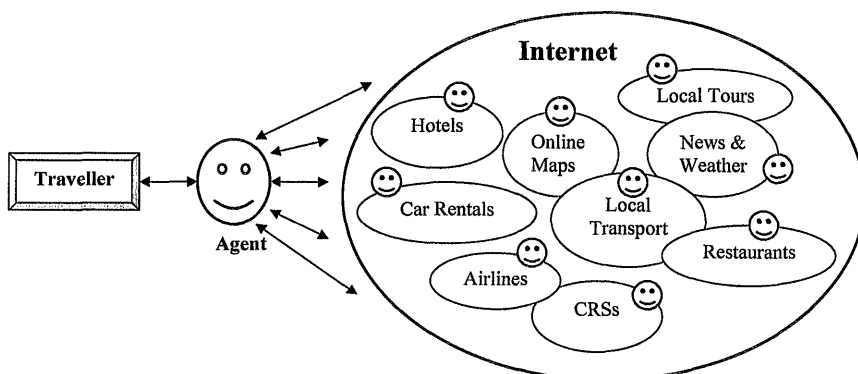 Internet
Local Tours
Hotels
Online
Maps
News &
Weather
Traveller
Agent
Car Rentals
Local
Transport
Restaurants
Airlines
CRSs